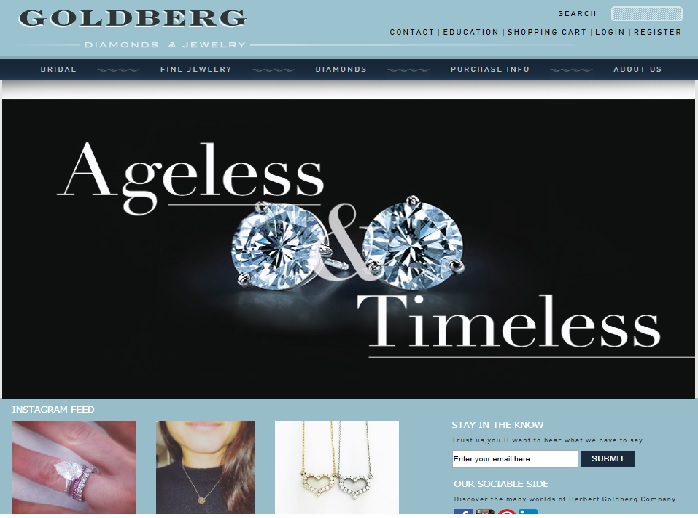 GOLDBERG
DIAMONDS & JEWELRY
SEARCH
CONTACT | EDUCATION | SHOPPING CART | LOGIN | REGISTER
BRIDAL
FINE JEWELRY
DIAMONDS
PURCHASE INFO
ABOUT US
Ageless
&
Timeless
INSTAGRAM FEED
STAY IN THE KNOW
Trust us you'll want to hear what we have to say
Enter your email here
SUBMIT
OUR SOCIABLE SIDE
Discover the many worlds of Herbert Goldberg Company